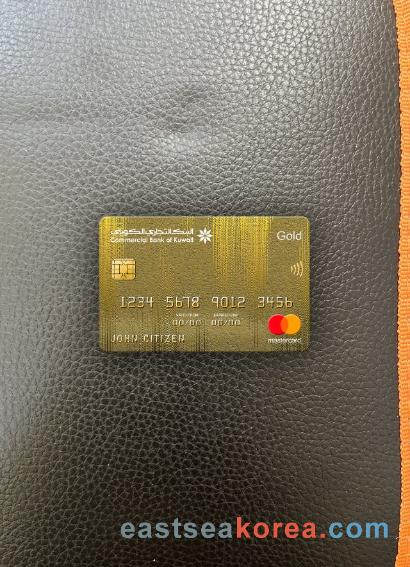 البنك التجاري الكويتي
Commercial Bank of Kuwait
Gold
1234 5678 9012 3456
00/00 00/00
JOHN CITIZEN
mastercard
eastseakorea.com